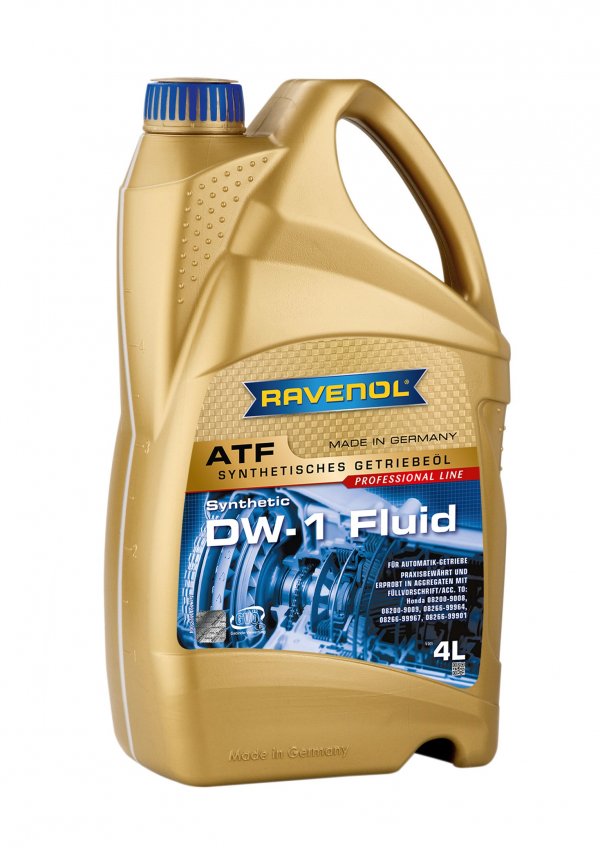 RAVENOL®
ATF
MADE IN GERMANY
SYNTHETISCHES GETRIEBEÖL
PROFESSIONAL LINE
Synthetic
DW-1 Fluid
FÜR AUTOMATIK-GETRIEBE
PRAXISBEWÄHRT UND
ERPROBT IN AGGREGATEN MIT
FÜLLVORSCHRIFT/ACC. TO:
Honda 08200-9008,
08200-9009, 08266-99964,
08266-99967, 08266-99901
4L
Made in Germany